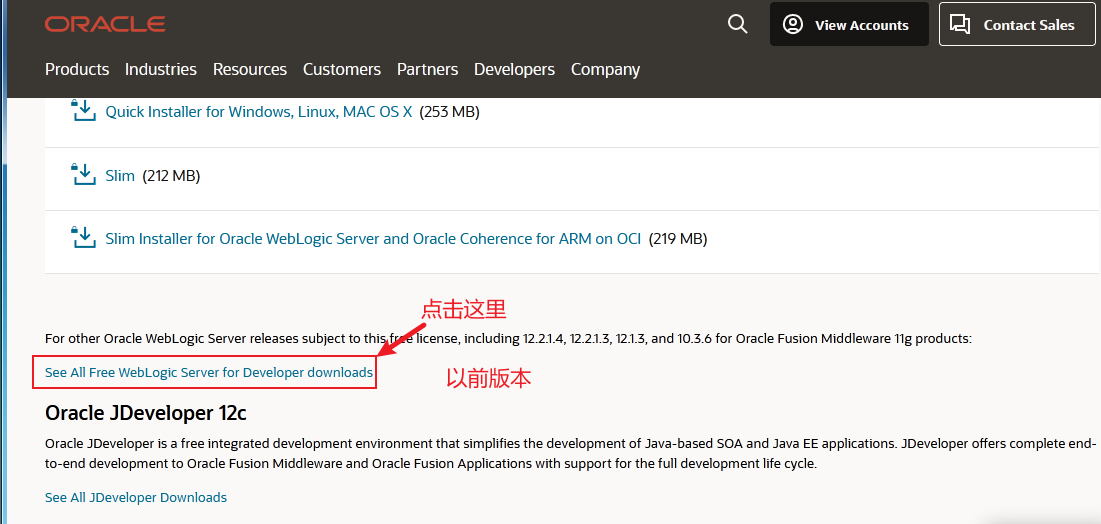 ORACLE
View Accounts
Contact Sales
Products Industries Resources Customers Partners Developers Company
Quick Installer for Windows, Linux, MAC OS X (253 MB)
Slim (212 MB)
Slim Installer for Oracle WebLogic Server and Oracle Coherence for ARM on OCI (219 MB)
点击这里
For other Oracle WebLogic Server releases subject to this free license, including 12.2.1.4, 12.2.1.3, 12.1.3, and 10.3.6 for Oracle Fusion Middleware 11g products:
See All Free WebLogic Server for Developer downloads
以前版本
Oracle JDeveloper 12c
Oracle JDeveloper is a free integrated development environment that simplifies the development of Java-based SOA and Java EE applications. JDeveloper offers complete end-
to-end development to Oracle Fusion Middleware and Oracle Fusion Applications with support for the full development life cycle.
See All JDeveloper Downloads